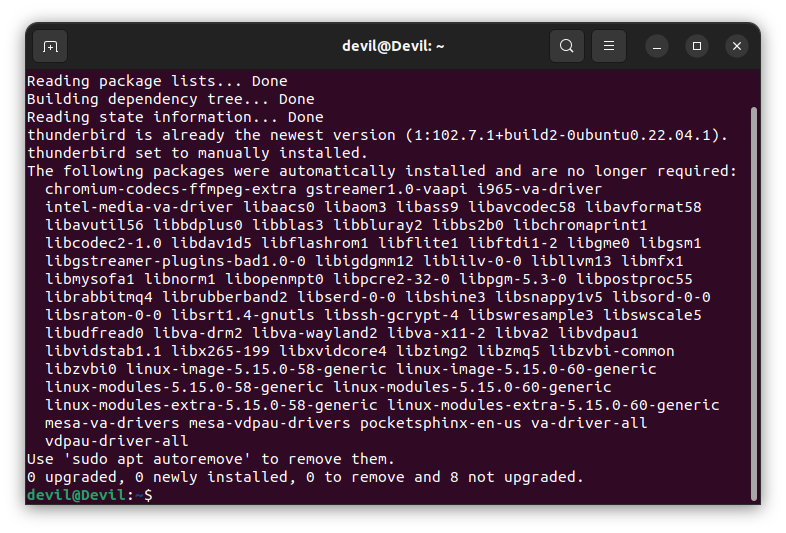 devil@Devil: ~
Reading package lists... Done
Building dependency tree... Done
Reading state information... Done
thunderbird is already the newest version (1:102.7.1+build2-0ubuntu0.22.04.1).
thunderbird set to manually installed.
The following packages were automatically installed and are no longer required:
  chromium-codecs-ffmpeg-extra gstreamer1.0-vaapi i965-va-driver
  intel-media-va-driver libaacs0 libaom3 libass9 libavcodec58 libavformat58
  libavutil56 libbdplus0 libblas3 libbluray2 libbs2b0 libchromaprint1
  libcodec2-1.0 libdav1d5 libflashrom1 libflite1 libftdi1-2 libgme0 libgsm1
  libgstreamer-plugins-bad1.0-0 libigdgmm12 liblilv-0-0 libllvm13 libmfx1
  libmysofa1 libnorm1 libopenmpt0 libpcre2-32-0 libpgm-5.3-0 libpostproc55
  librabbitmq4 librubberband2 libserd-0-0 libshine3 libsnappy1v5 libsord-0-0
  libsratom-0-0 libsrt1.4-gnutls libssh-gcrypt-4 libswresample3 libswscale5
  libudfread0 libva-drm2 libva-wayland2 libva-x11-2 libva2 libvdpau1
  libvidstab1.1 libx265-199 libxvidcore4 libzimg2 libzmq5 libzvbi-common
  libzvbi0 linux-image-5.15.0-58-generic linux-image-5.15.0-60-generic
  linux-modules-5.15.0-58-generic linux-modules-5.15.0-60-generic
  linux-modules-extra-5.15.0-58-generic linux-modules-extra-5.15.0-60-generic
  mesa-va-drivers mesa-vdpau-drivers pocketsphinx-en-us va-driver-all
  vdpau-driver-all
Use 'sudo apt autoremove' to remove them.
0 upgraded, 0 newly installed, 0 to remove and 8 not upgraded.
devil@Devil:~$